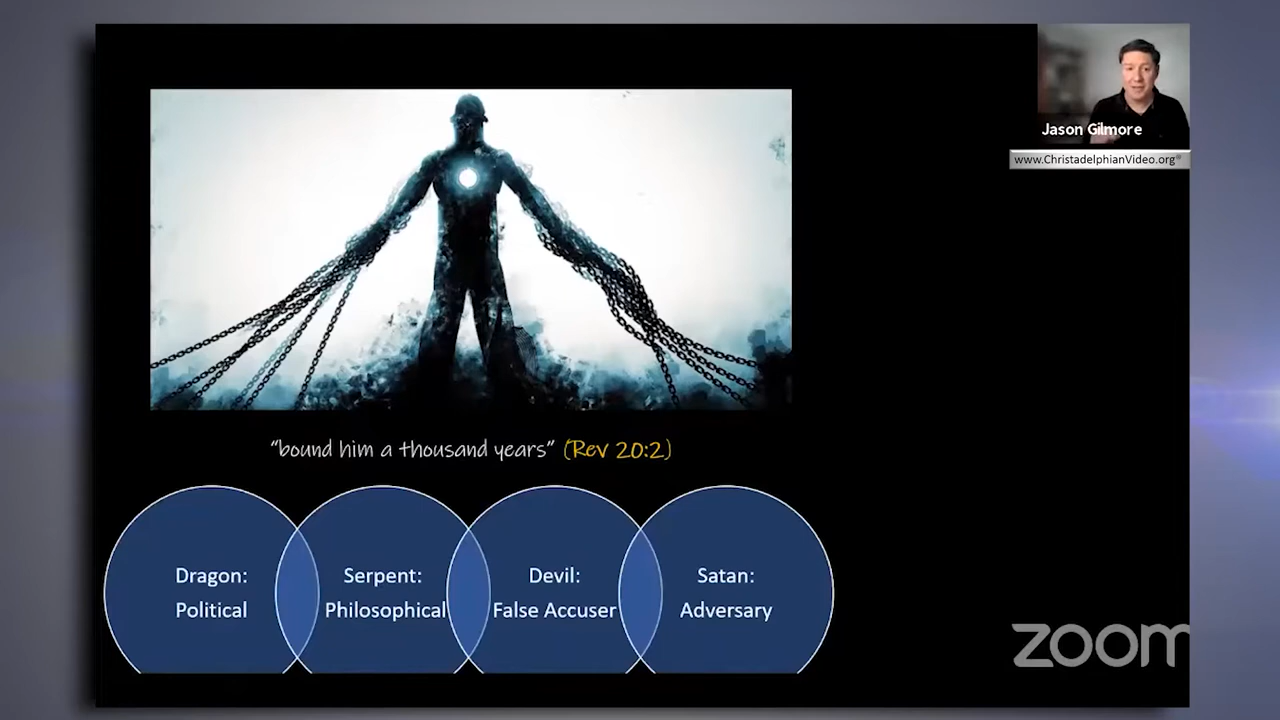 Jason Gilmore
www.ChristadelphianVideo.org®
“bound him a thousand years” (Rev 20:2)
Dragon:
Political
Serpent:
Philosophical
Devil:
False Accuser
Satan:
Adversary
zoom